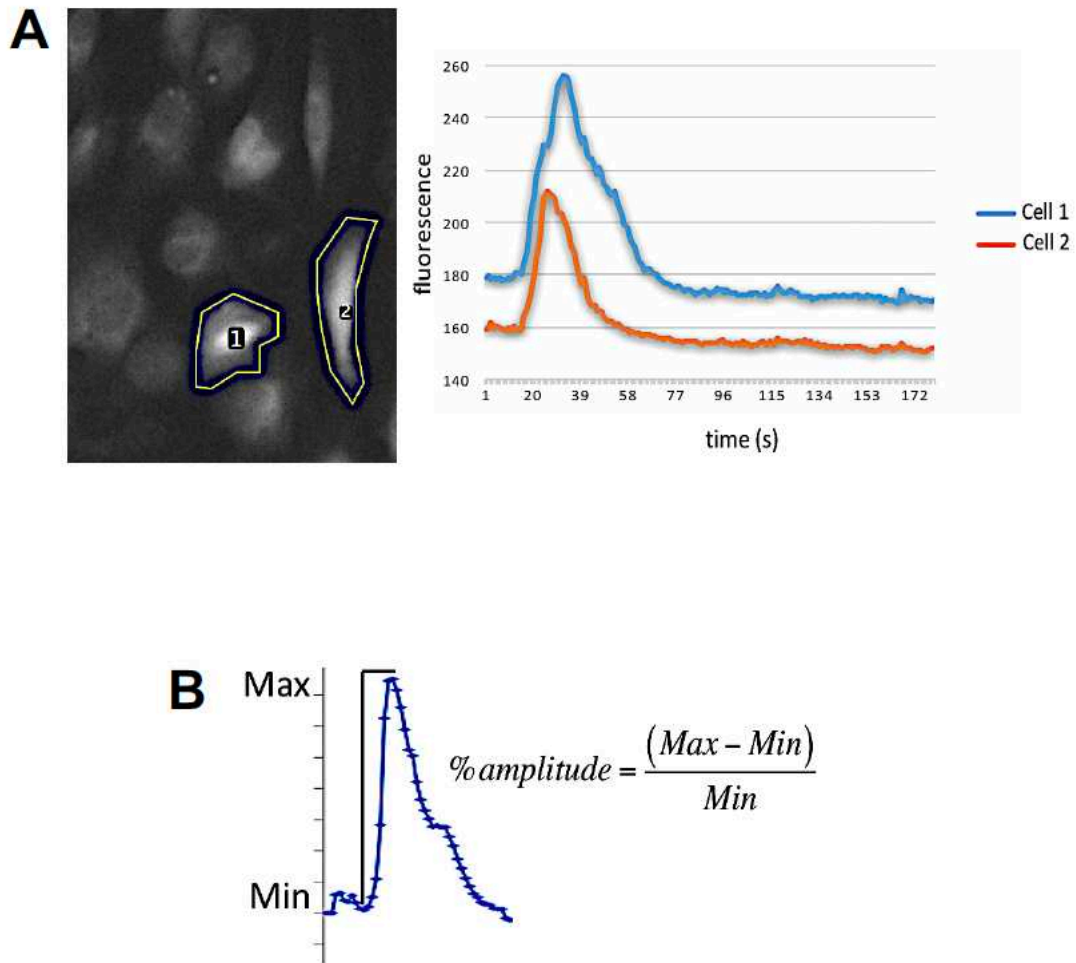 A
1
2
fluorescence
260
240
220
200
180
160
140
1 20 39 58 77 96 115 134 153 172
time (s)
Cell 1
Cell 2
B
Max
Min
% amplitude = (Max – Min)
Min